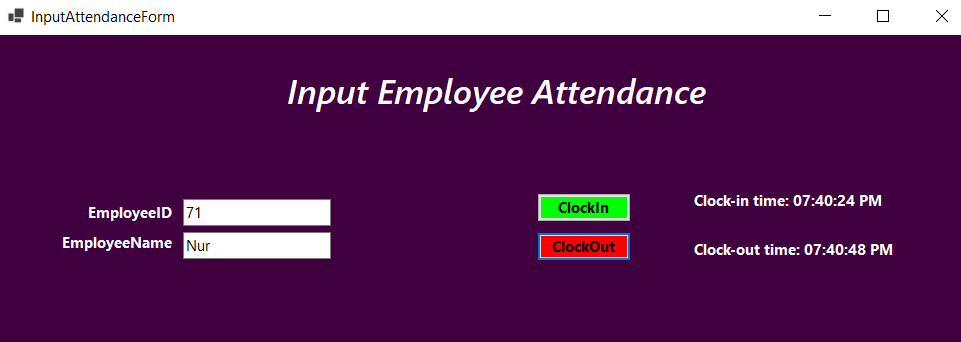 InputAttendanceForm
Input Employee Attendance
EmployeeID 71
EmployeeName Nur
ClockIn
ClockOut
Clock-in time: 07:40:24 PM
Clock-out time: 07:40:48 PM